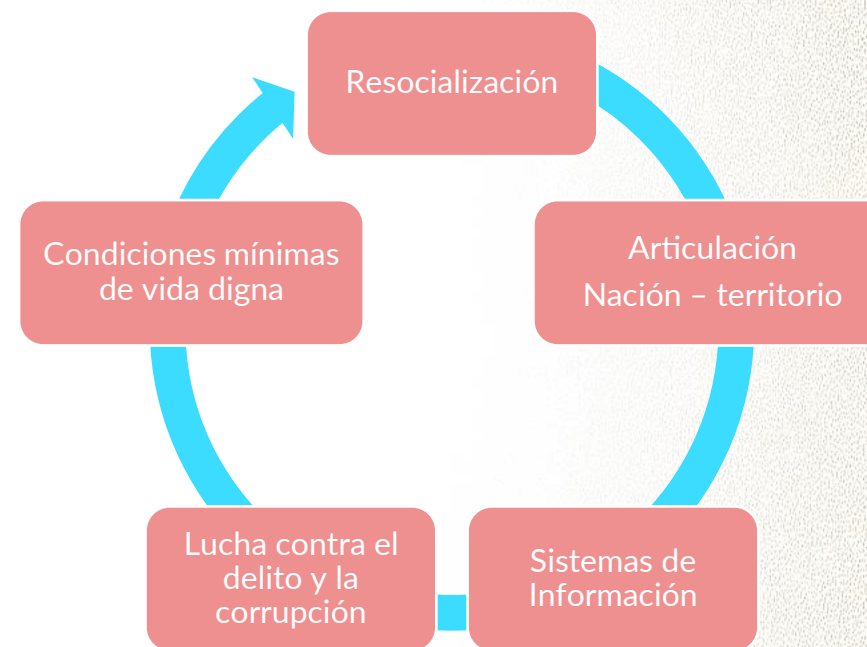 Resocialización
Articulación
Nación – territorio
Sistemas de
Información
Lucha contra el
delito y la
corrupción
Condiciones mínimas
de vida digna